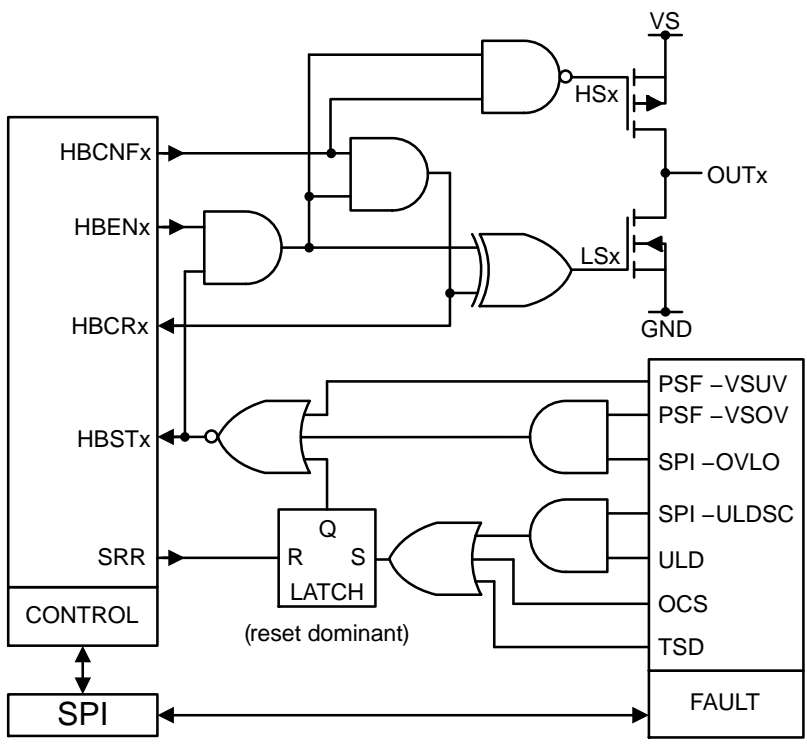 VS
HSx
HBCNFx
OUTx
HBENx
LSx
HBCRx
GND
PSF –VSUV
PSF –VSOV
HBSTx
SPI –OVLO
SPI –ULDSC
Q
SRR
R S
ULD
LATCH
OCS
CONTROL
(reset dominant)
TSD
FAULT
SPI